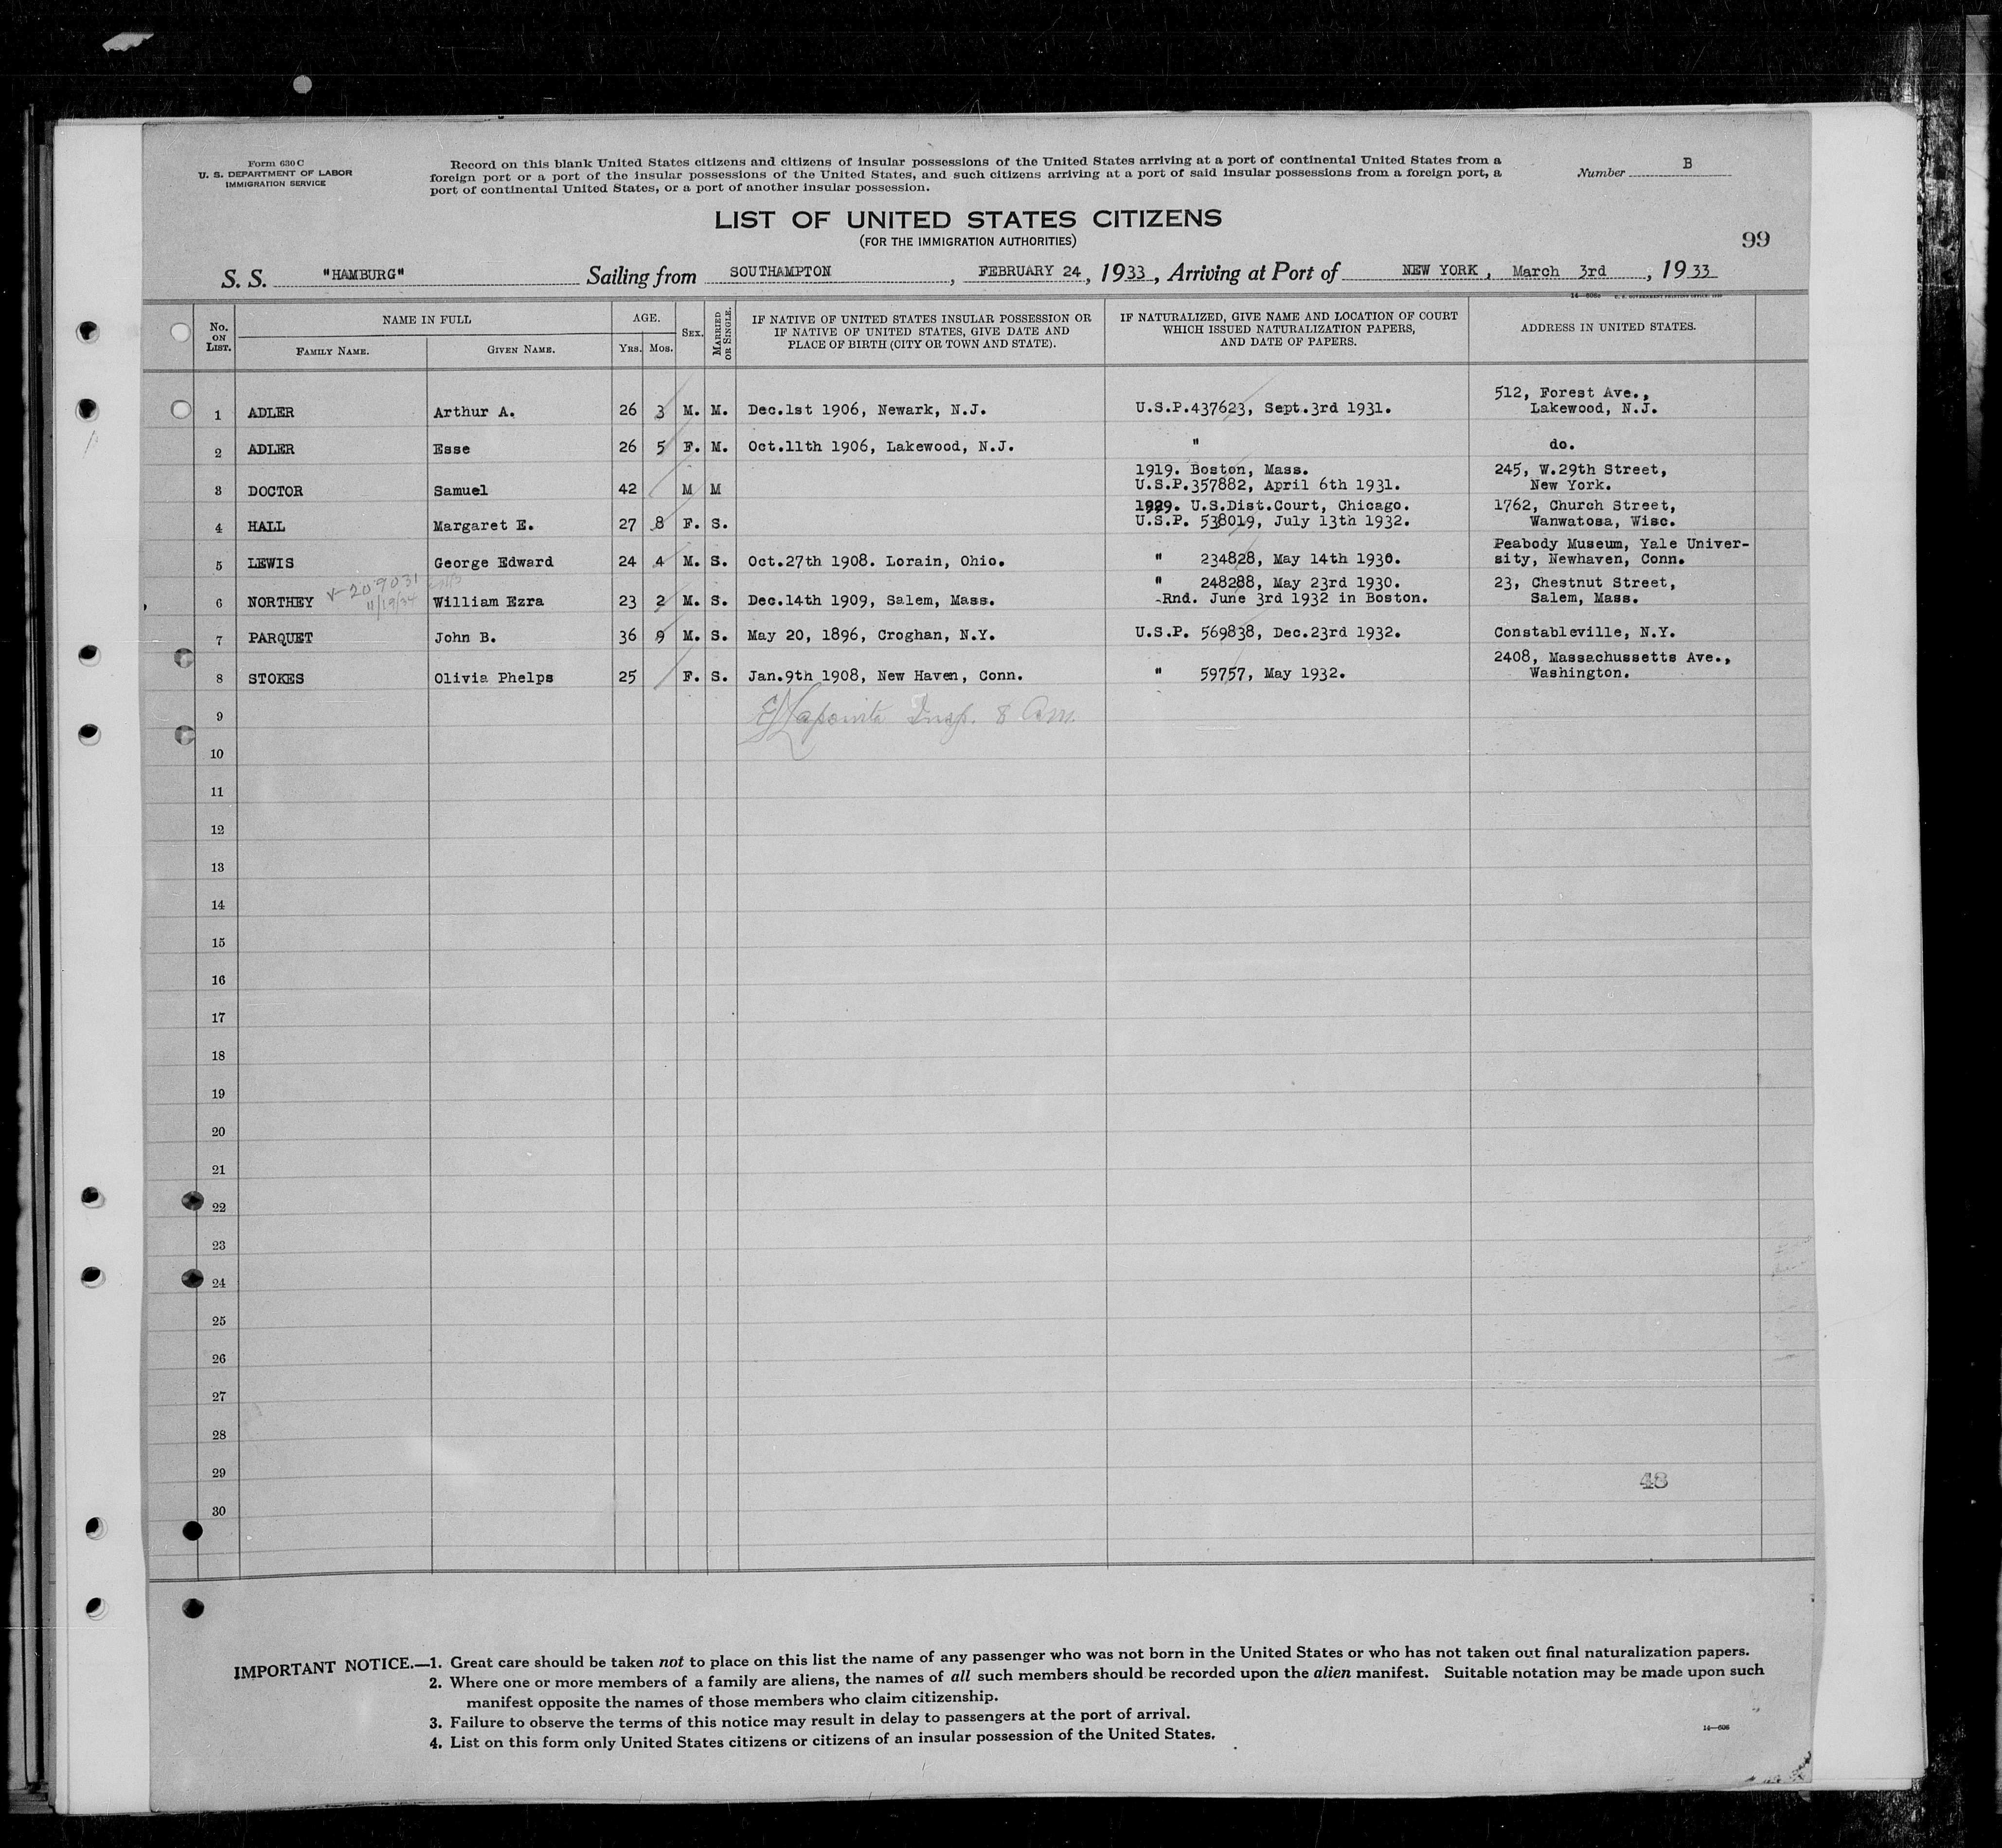 Form 630 C
U. S. DEPARTMENT OF LABOR
IMMIGRATION SERVICE
Record on this blank United States citizens and citizens of insular possessions of the United States arriving at a port of continental United States from a
foreign port or a port of the insular possessions of the United States, and such citizens arriving at a port of said insular possessions from a foreign port, a
port of continental United States, or a port of another insular possession.
Number B
LIST OF UNITED STATES CITIZENS
(FOR THE IMMIGRATION AUTHORITIES)
99
S. S. "HAMBURG" Sailing from SOUTHAMPTON, FEBRUARY 24, 1933, Arriving at Port of NEW YORK, March 3rd, 1933
No. ON LIST.
NAME IN FULL
FAMILY NAME.
GIVEN NAME.
AGE.
YRS. MOS.
SEX.
MARRIED OR SINGLE.
IF NATIVE OF UNITED STATES INSULAR POSSESSION OR
IF NATIVE OF UNITED STATES, GIVE DATE AND
PLACE OF BIRTH (CITY OR TOWN AND STATE).
IF NATURALIZED, GIVE NAME AND LOCATION OF COURT
WHICH ISSUED NATURALIZATION PAPERS,
AND DATE OF PAPERS.
ADDRESS IN UNITED STATES.
512, Forest Ave.,
1 ADLER Arthur A. 26 3 M. M. Dec.1st 1906, Newark, N.J. U.S.P.437623, Sept.3rd 1931. Lakewood, N.J.
2 ADLER Esse 26 5 F. M. Oct.11th 1906, Lakewood, N.J. " do.
1919. Boston, Mass. 245, W.29th Street,
3 DOCTOR Samuel 42 M M U.S.P.357882, April 6th 1931. New York.
1929. U.S.Dist.Court, Chicago. 1762, Church Street,
4 HALL Margaret E. 27 8 F. S. U.S.P. 538019, July 13th 1932. Wanwatosa, Wisc.
Peabody Museum, Yale Univer-
5 LEWIS George Edward 24 4 M. S. Oct.27th 1908. Lorain, Ohio. " 234828, May 14th 1930. sity, Newhaven, Conn.
v-209031
11/19/34
" 248288, May 23rd 1930. 23, Chestnut Street,
6 NORTHEY William Ezra 23 2 M. S. Dec.14th 1909, Salem, Mass. -Rnd. June 3rd 1932 in Boston. Salem, Mass.
7 PARQUET John B. 36 9 M. S. May 20, 1896, Croghan, N.Y. U.S.P. 569838, Dec.23rd 1932. Constableville, N.Y.
2408, Massachussetts Ave.,
8 STOKES Olivia Phelps 25 F. S. Jan.9th 1908, New Haven, Conn. " 59757, May 1932. Washington.
9 Insp. 8 Am.
10
11
12
13
14
15
16
17
18
19
20
21
22
23
24
25
26
27
28
29
48
30
IMPORTANT NOTICE.—1. Great care should be taken not to place on this list the name of any passenger who was not born in the United States or who has not taken out final naturalization papers.
2. Where one or more members of a family are aliens, the names of all such members should be recorded upon the alien manifest. Suitable notation may be made upon such
manifest opposite the names of those members who claim citizenship.
3. Failure to observe the terms of this notice may result in delay to passengers at the port of arrival.
4. List on this form only United States citizens or citizens of an insular possession of the United States.
14—606